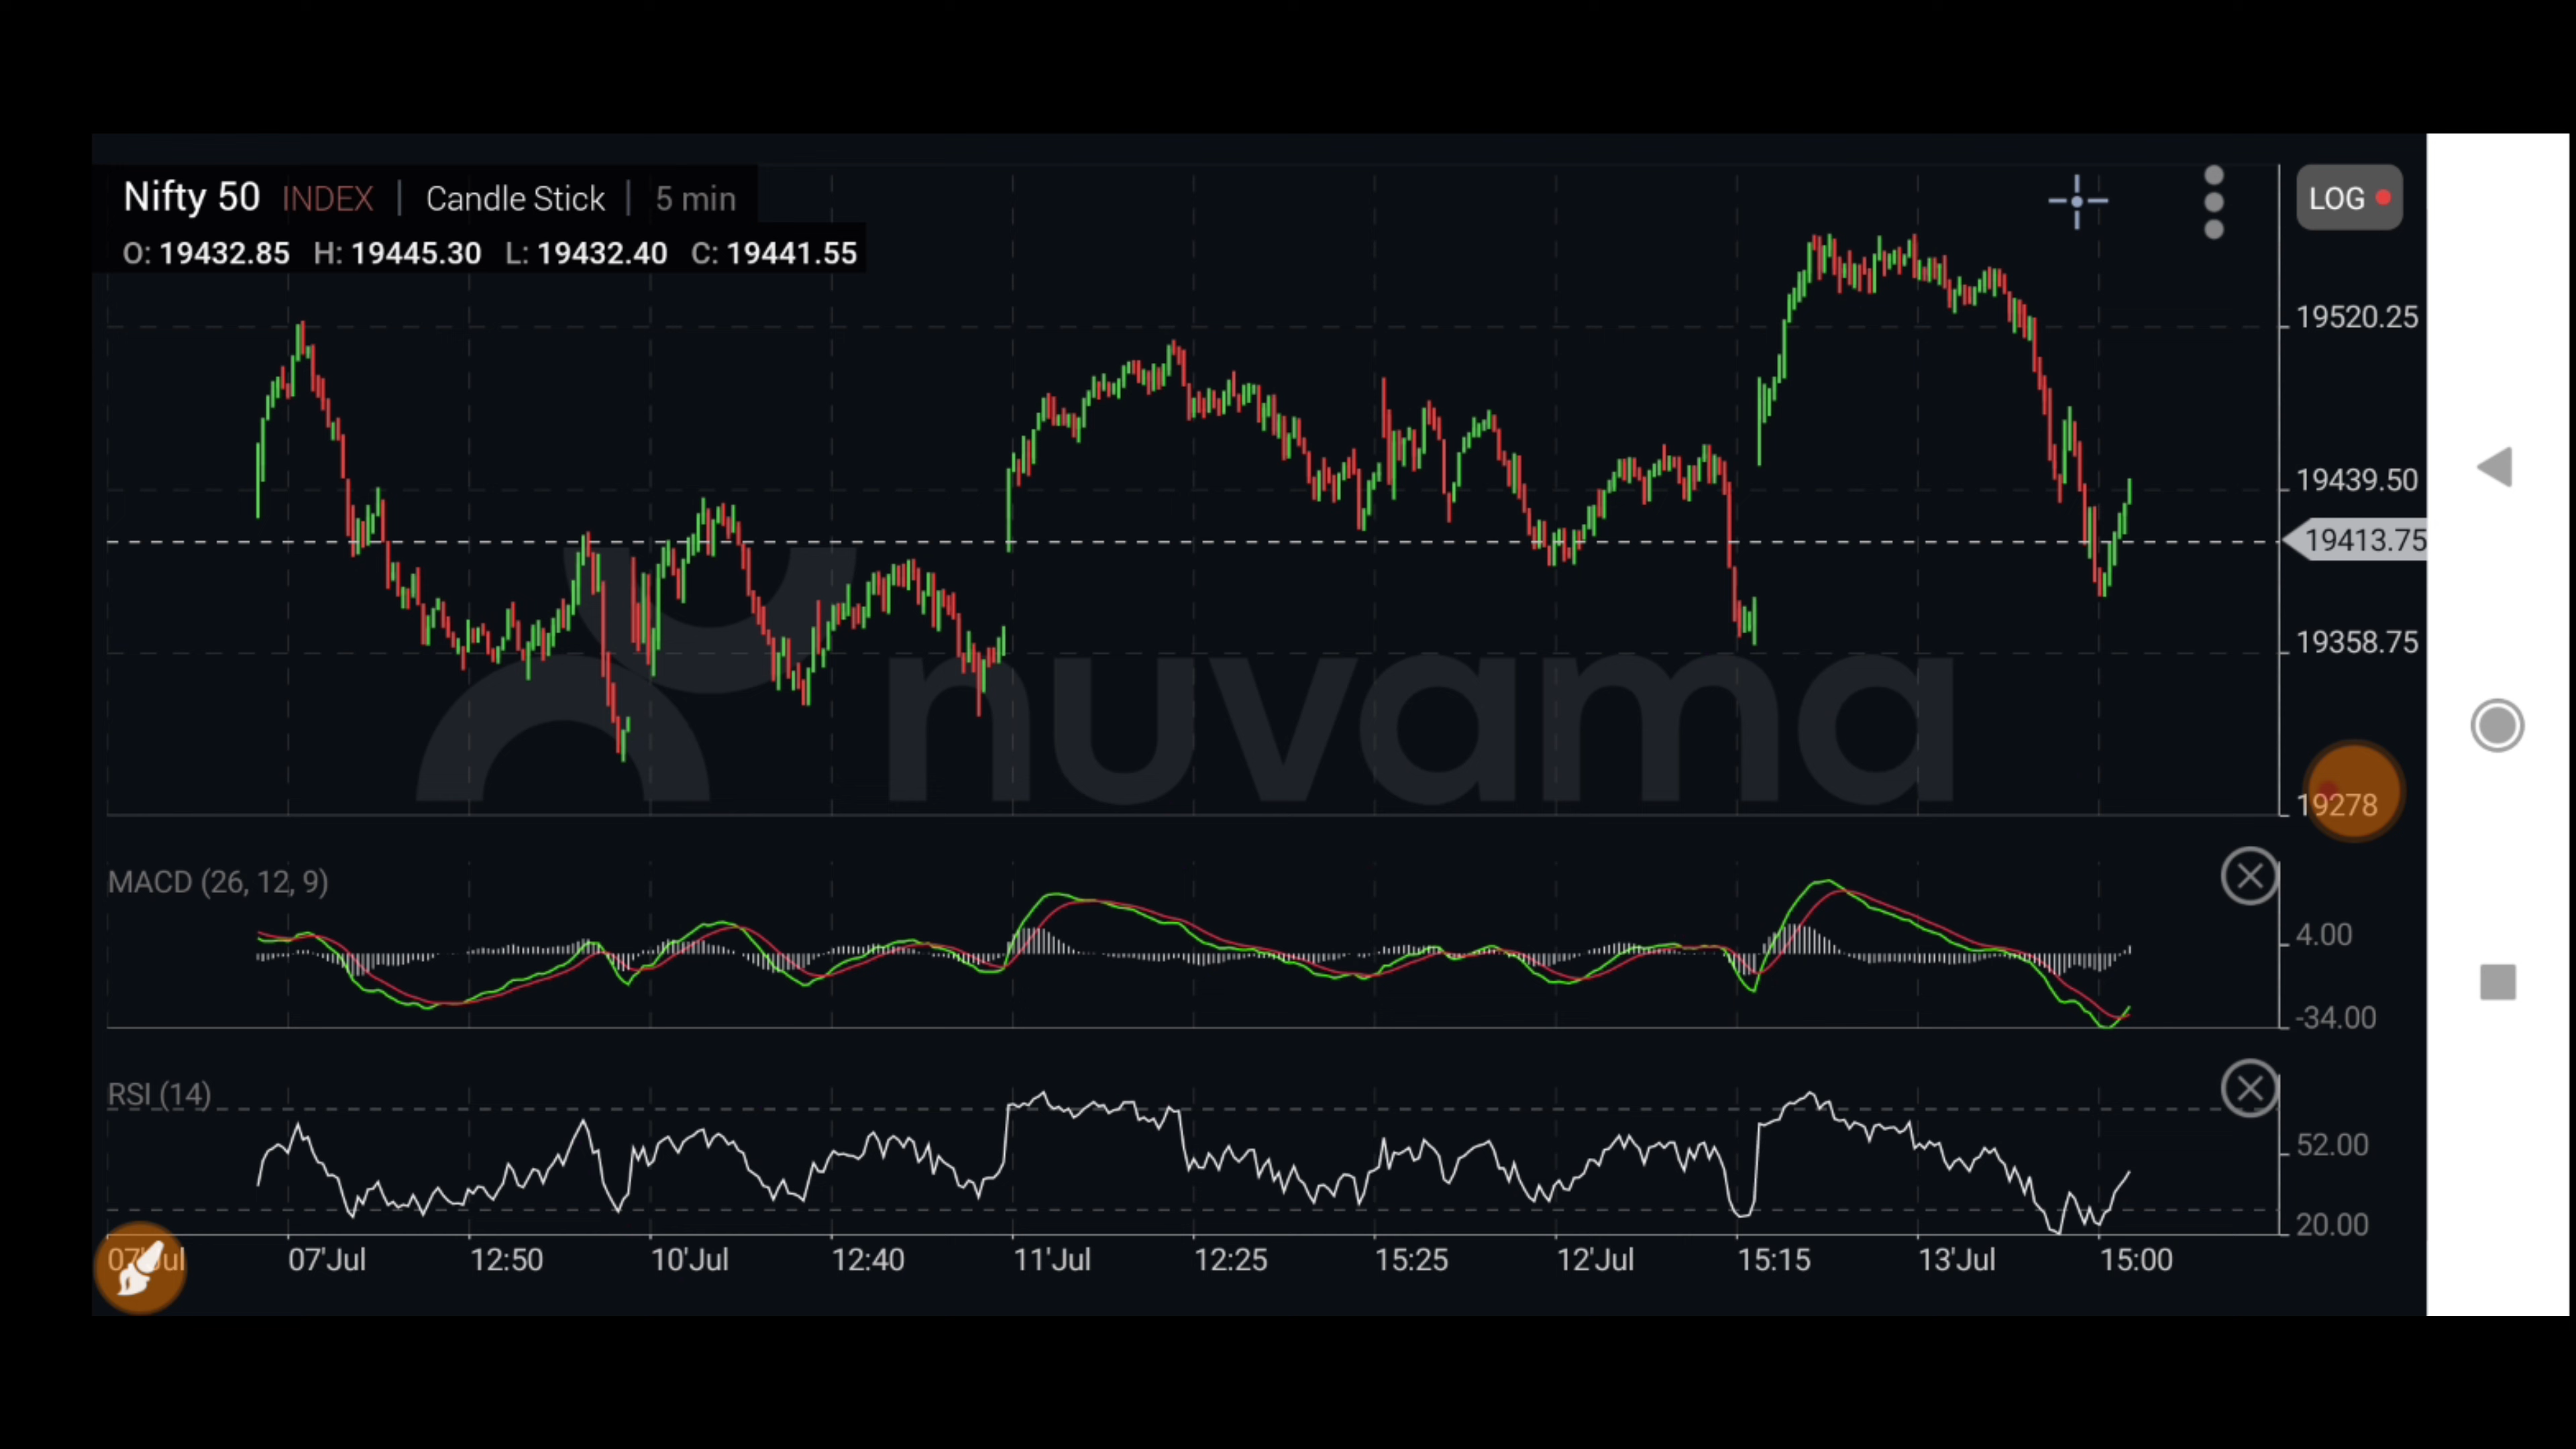 Nifty 50 INDEX | Candle Stick | 5 min
O: 19432.85 H: 19445.30 L: 19432.40 C: 19441.55
LOG
19520.25
19439.50
19413.75
19358.75
19278
nuvama
MACD (26, 12, 9)
4.00
-34.00
RSI (14)
52.00
20.00
07'Jul 07'Jul 12:50 10'Jul 12:40 11'Jul 12:25 15:25 12'Jul 15:15 13'Jul 15:00